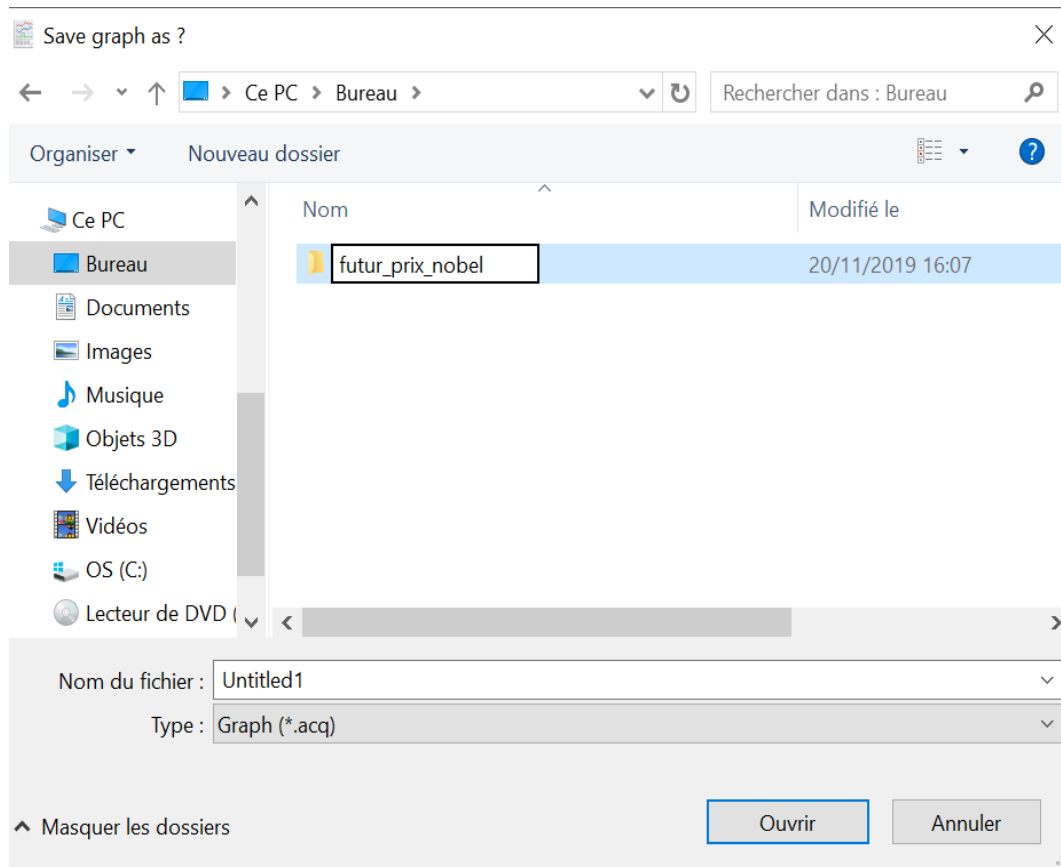 Save graph as ?
Ce PC > Bureau >
Rechercher dans : Bureau
Organiser
Nouveau dossier
?
Nom
Modifié le
Ce PC
Bureau
futur_prix_nobel
20/11/2019 16:07
Documents
Images
Musique
Objets 3D
Téléchargements
Vidéos
OS (C:)
Lecteur de DVD (
Nom du fichier : Untitled1
Type : Graph (*.acq)
Masquer les dossiers
Ouvrir
Annuler